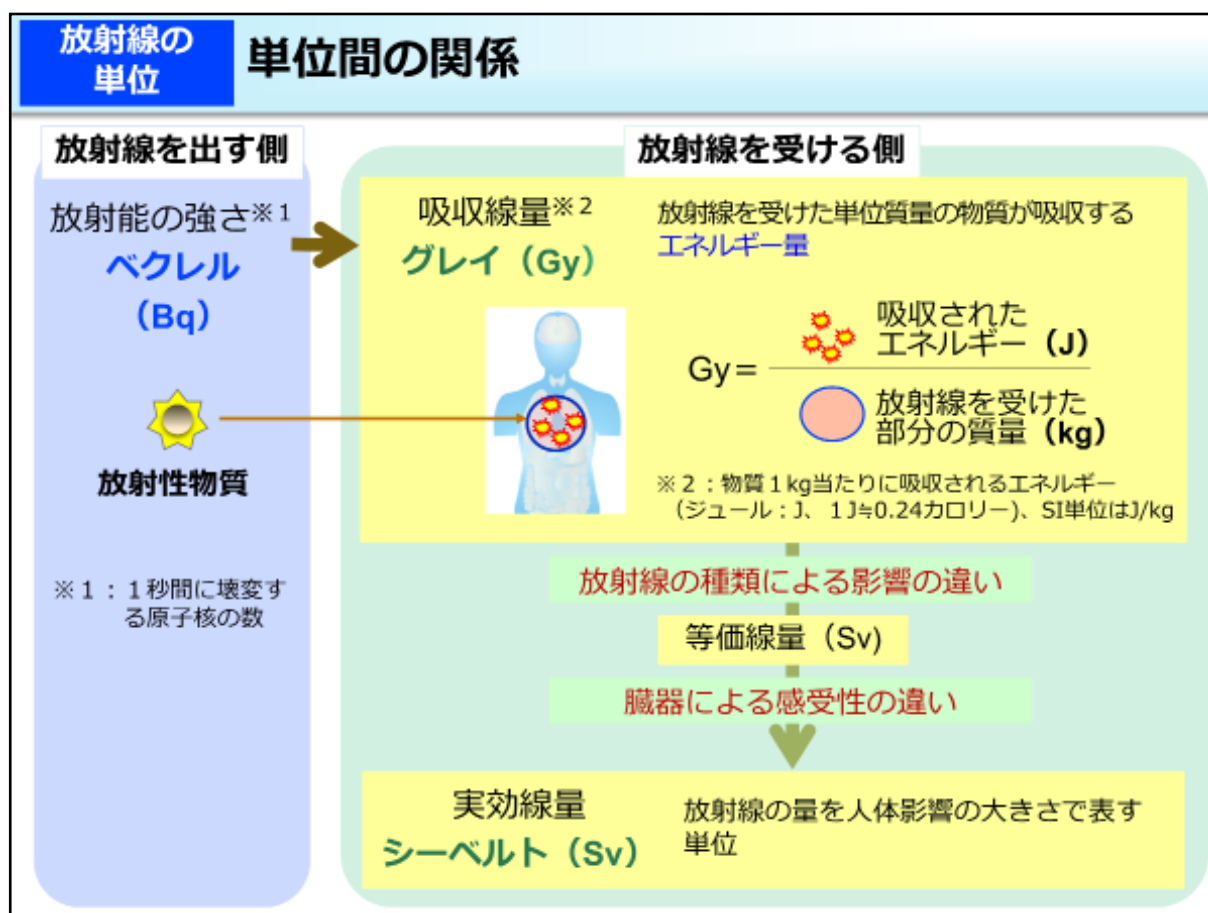 放射線の
単位
単位間の関係
放射線を出す側
放射能の強さ※1
ベクレル
（Bq）
放射性物質
※１：１秒間に壊変す
る原子核の数
放射線を受ける側
吸収線量※2
グレイ（Gy）
放射線を受けた単位質量の物質が吸収する
エネルギー量
Gy＝
吸収された
エネルギー（J）
放射線を受けた
部分の質量（kg）
※２：物質１kg当たりに吸収されるエネルギー
（ジュール：J、１J≒0.24カロリー)、SI単位はJ/kg
放射線の種類による影響の違い
等価線量（Sv)
臓器による感受性の違い
実効線量
シーベルト（Sv）
放射線の量を人体影響の大きさで表す
単位